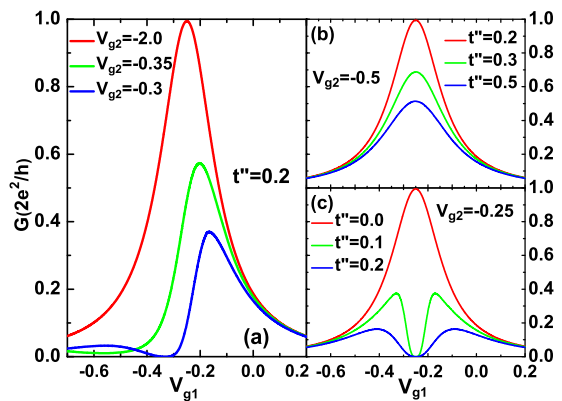 1.0
0.8
0.6
0.4
0.2
0.0
G(2e²/h)
V_g2=-2.0
V_g2=-0.35
V_g2=-0.3
t''=0.2
(a)
-0.6 -0.4 -0.2 0.0 0.2
V_g1
(b)
V_g2=-0.5
t''=0.2
t''=0.3
t''=0.5
1.0
0.8
0.6
0.4
0.2
0.0
(c)
V_g2=-0.25
t''=0.0
t''=0.1
t''=0.2
1.0
0.8
0.6
0.4
0.2
0.0
-0.6 -0.4 -0.2 0.0 0.2
V_g1